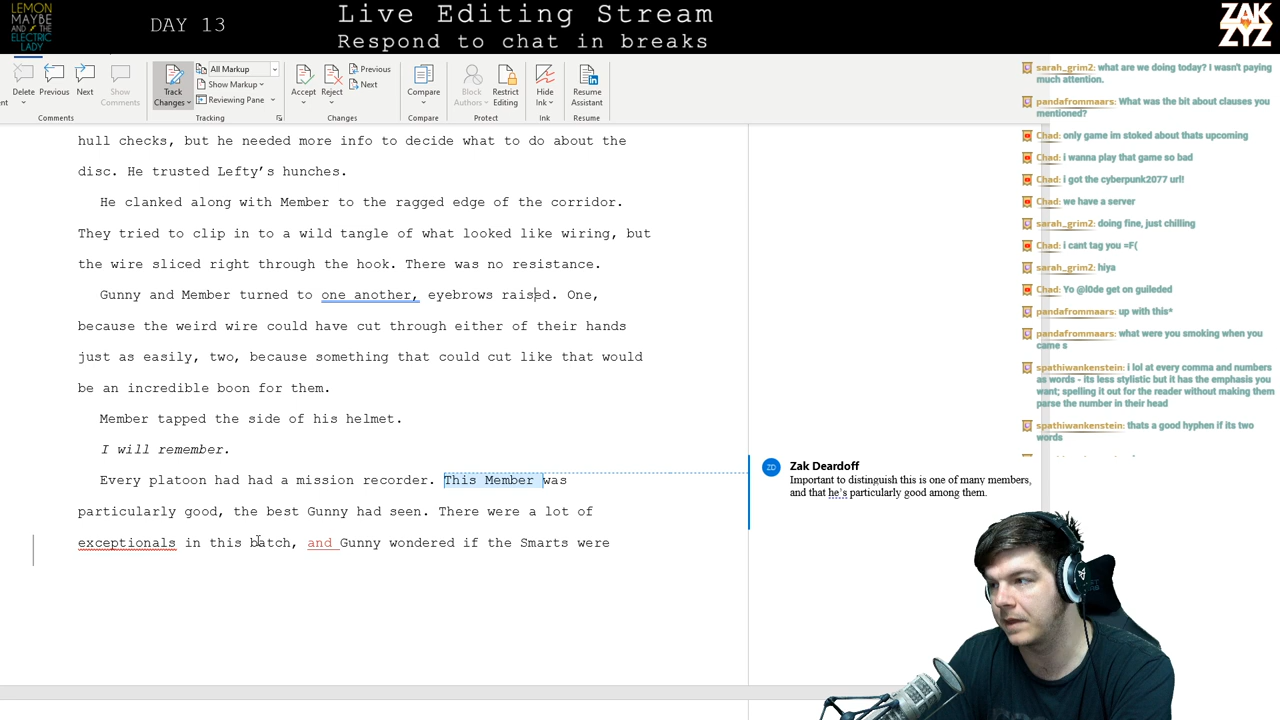 LEMON
MAYBE
AND THE
ELECTRIC
LADY
DAY 13
Live Editing Stream
Respond to chat in breaks
ZAK
ZYZ
Delete
Previous
Next
Show
Comments
Comments
Track
Changes
All Markup
Show Markup
Reviewing Pane
Tracking
Accept
Reject
Previous
Next
Changes
Compare
Compare
Block
Authors
Restrict
Editing
Protect
Hide
Ink
Ink
Resume
Assistant
Resume
hull checks, but he needed more info to decide what to do about the
disc. He trusted Lefty's hunches.
He clanked along with Member to the ragged edge of the corridor.
They tried to clip in to a wild tangle of what looked like wiring, but
the wire sliced right through the hook. There was no resistance.
Gunny and Member turned to one another, eyebrows raised. One,
because the weird wire could have cut through either of their hands
just as easily, two, because something that could cut like that would
be an incredible boon for them.
Member tapped the side of his helmet.
I will remember.
Every platoon had had a mission recorder. This Member was
particularly good, the best Gunny had seen. There were a lot of
exceptionals in this batch, and Gunny wondered if the Smarts were
ZD
Zak Deardoff
Important to distinguish this is one of many members,
and that he's particularly good among them.
sarah_grim2: what are we doing today? I wasn't paying
much attention.
pandafrommaars: What was the bit about clauses you
mentioned?
Chad: only game im stoked about thats upcoming
Chad: i wanna play that game so bad
Chad: i got the cyberpunk2077 url!
Chad: we have a server
sarah_grim2: doing fine, just chilling
Chad: i cant tag you =F(
sarah_grim2: hiya
Chad: Yo @l0de get on guileded
pandafrommaars: up with this*
pandafrommaars: what were you smoking when you
came s
spathiwankenstein: i lol at every comma and numbers
as words - its less stylistic but it has the emphasis you
want; spelling it out for the reader without making them
parse the number in their head
spathiwankenstein: thats a good hyphen if its two
words